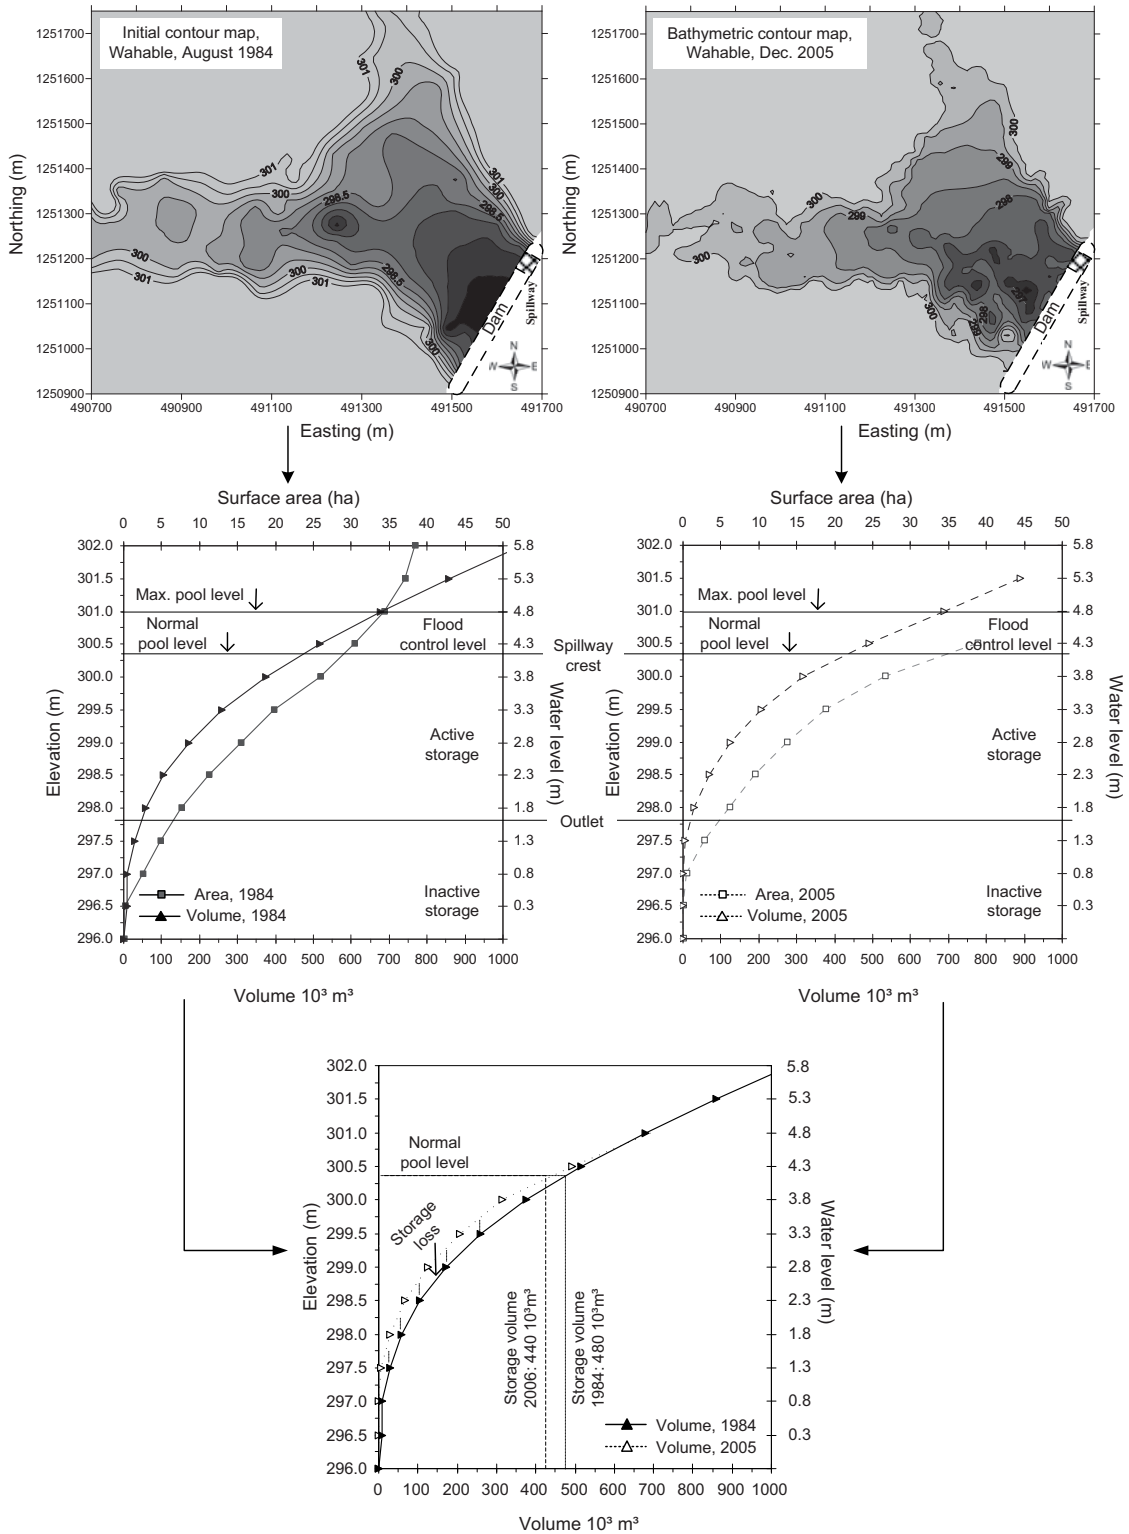 Initial contour map,
Wahable, August 1984
1251700
1251600
1251500
1251400
1251300
1251200
1251100
1251000
1250900
Northing (m)
301
300
301
300
298.5
301
300
298.5
300
301
300
301
298.5
300
Dam
Spillway
N
W E
S
490700 490900 491100 491300 491500 491700
Easting (m)
Bathymetric contour map,
Wahable, Dec. 2005
1251700
1251600
1251500
1251400
1251300
1251200
1251100
1251000
1250900
Northing (m)
300
299
298
300
299
300
297
300
298
299
Dam
Spillway
N
W E
S
490700 490900 491100 491300 491500 491700
Easting (m)
Surface area (ha)
0 5 10 15 20 25 30 35 40 45 50
302.0
301.5
301.0
300.5
300.0
299.5
299.0
298.5
298.0
297.5
297.0
296.5
296.0
Elevation (m)
5.8
5.3
4.8
4.3
3.8
3.3
2.8
2.3
1.8
1.3
0.8
0.3
Water level (m)
Max. pool level
Normal
pool level
Flood
control level
Active
storage
Inactive
storage
Area, 1984
Volume, 1984
0 100 200 300 400 500 600 700 800 900 1000
Volume 10³ m³
Spillway
crest
Outlet
Surface area (ha)
0 5 10 15 20 25 30 35 40 45 50
302.0
301.5
301.0
300.5
300.0
299.5
299.0
298.5
298.0
297.5
297.0
296.5
296.0
Elevation (m)
5.8
5.3
4.8
4.3
3.8
3.3
2.8
2.3
1.8
1.3
0.8
0.3
Water level (m)
Max. pool level
Normal
pool level
Flood
control level
Active
storage
Inactive
storage
Area, 2005
Volume, 2005
0 100 200 300 400 500 600 700 800 900 1000
Volume 10³ m³
302.0
301.5
301.0
300.5
300.0
299.5
299.0
298.5
298.0
297.5
297.0
296.5
296.0
Elevation (m)
5.8
5.3
4.8
4.3
3.8
3.3
2.8
2.3
1.8
1.3
0.8
0.3
Water level (m)
Normal
pool level
Storage
loss
Storage volume
2006: 440 10³m³
Storage volume
1984: 480 10³m³
Volume, 1984
Volume, 2005
0 100 200 300 400 500 600 700 800 900 1000
Volume 10³ m³